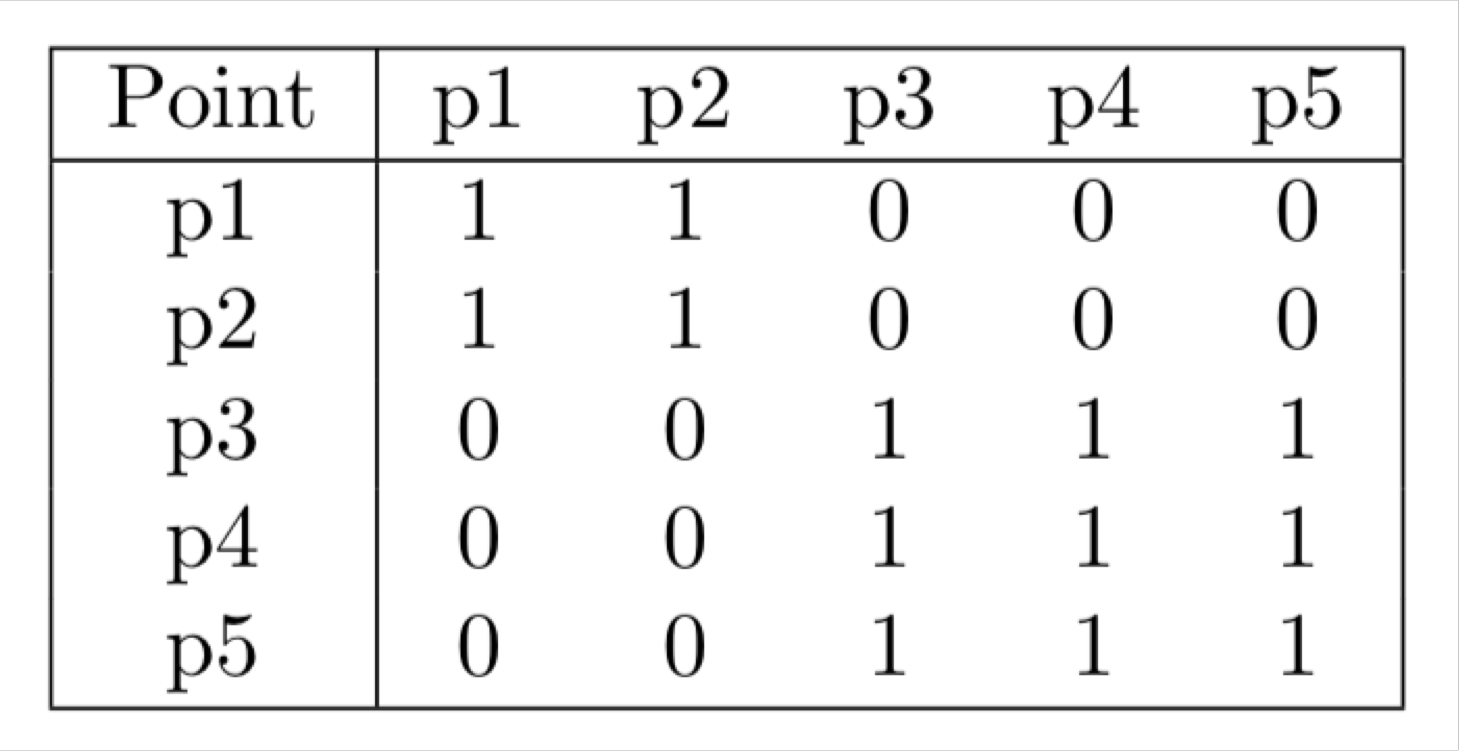 Point p1 p2 p3 p4 p5
p1 1 1 0 0 0
p2 1 1 0 0 0
p3 0 0 1 1 1
p4 0 0 1 1 1
p5 0 0 1 1 1